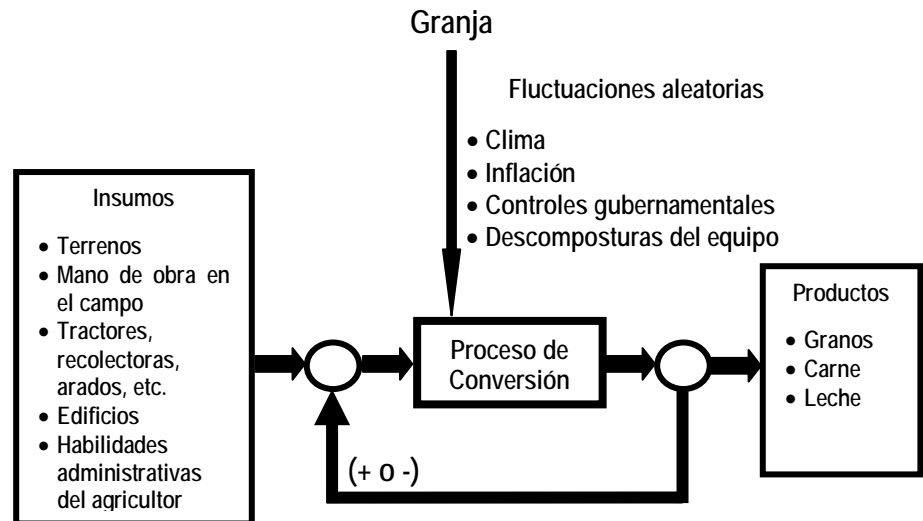 Granja
Fluctuaciones aleatorias
• Clima
• Inflación
• Controles gubernamentales
• Descomposturas del equipo
Insumos
• Terrenos
• Mano de obra en
el campo
• Tractores,
recolectoras,
arados, etc.
• Edificios
• Habilidades
administrativas
del agricultor
Proceso de
Conversión
(+ o -)
Productos
• Granos
• Carne
• Leche